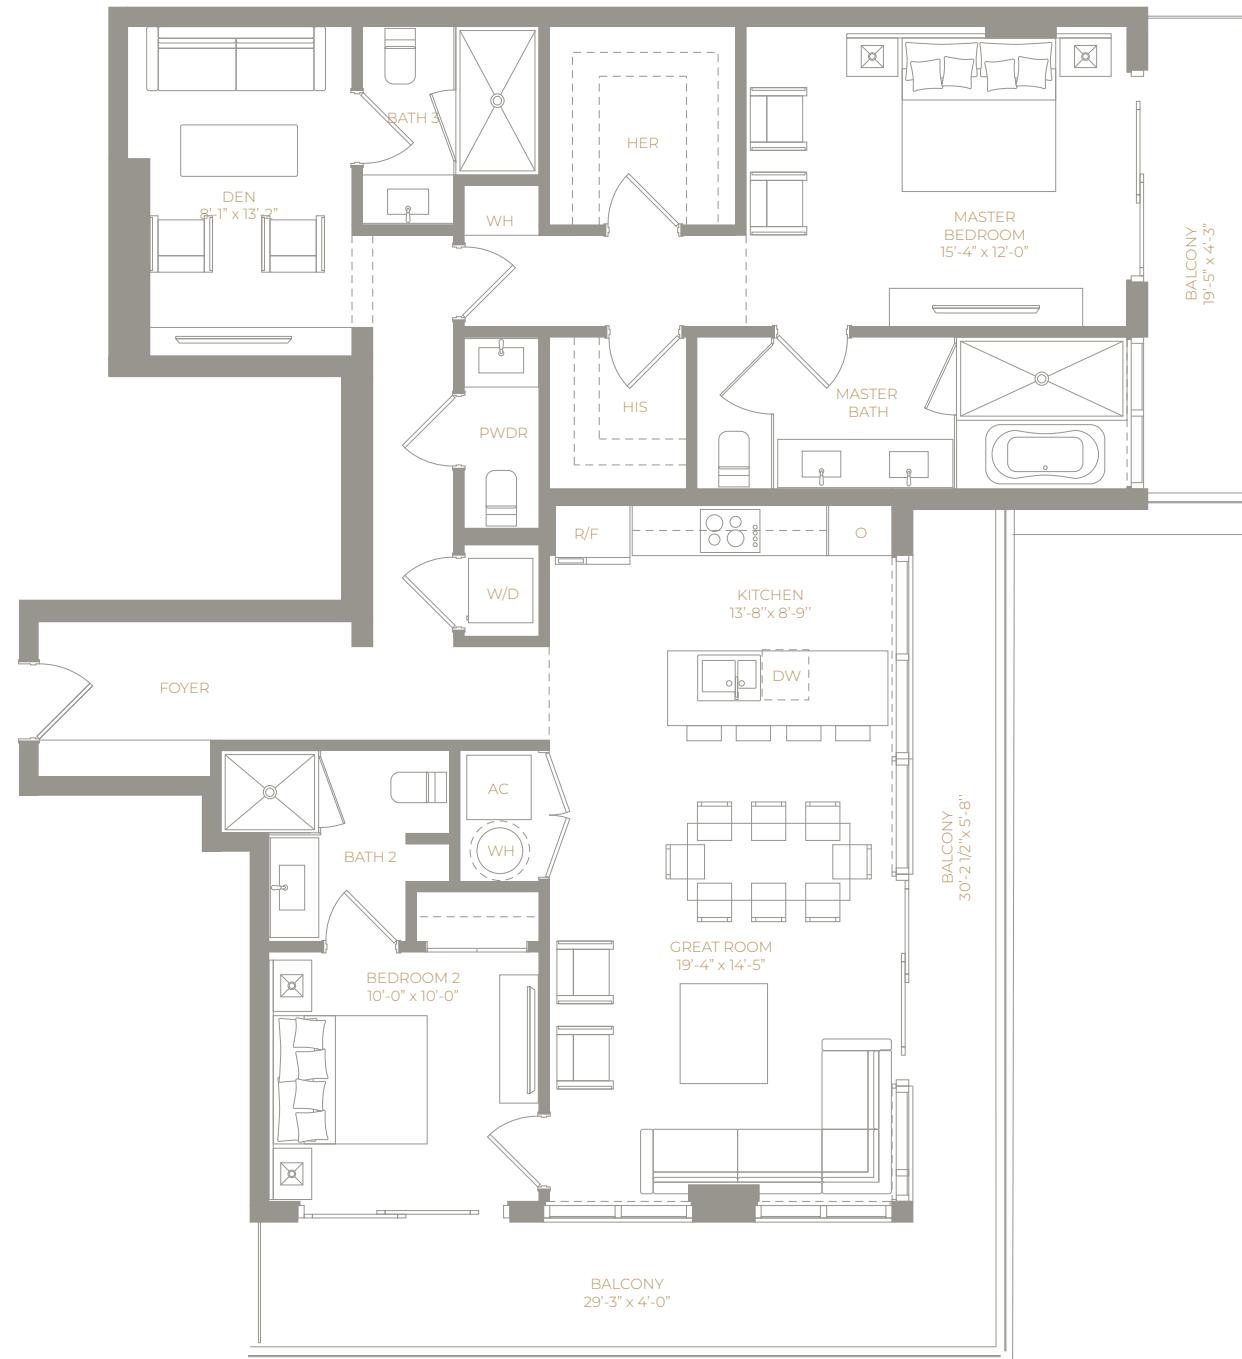 BATH 3
HER
DEN
8'-1" x 13'-2"
WH
MASTER
BEDROOM
15'-4" x 12'-0"
BALCONY
19'-5" x 4'-3"
MASTER
BATH
HIS
PWDR
R/F
O
W/D
KITCHEN
13'-8''x 8'-9''
DW
FOYER
AC
WH
BATH 2
BALCONY
30'-2 1/2"x 5'-8''
GREAT ROOM
19'-4" x 14'-5"
BEDROOM 2
10'-0" x 10'-0"
BALCONY
29'-3" x 4'-0"